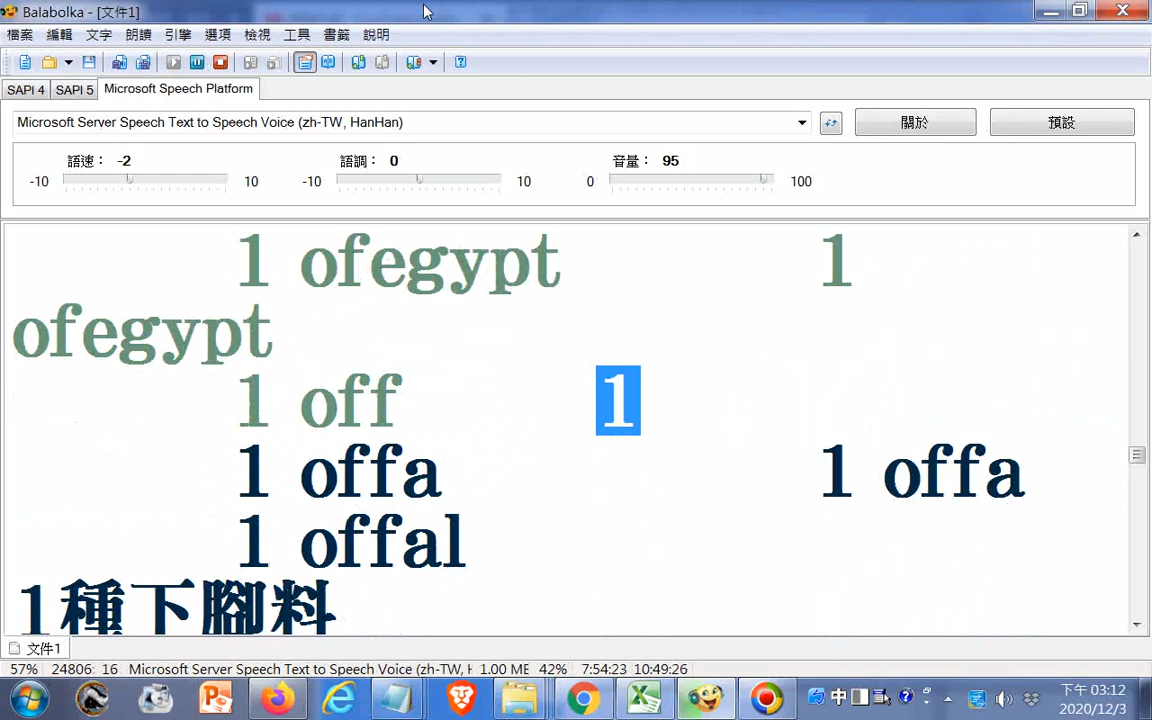 Balabolka - [文件1]
檔案 編輯 文字 朗讀 引擎 選項 檢視 工具 書籤 說明
SAPI 4 SAPI 5 Microsoft Speech Platform
Microsoft Server Speech Text to Speech Voice (zh-TW, HanHan) 關於 預設
語速： -2 語調： 0 音量： 95
-10 10 -10 10 0 100
1 ofegypt 1
ofegypt
1 off 1
1 offa 1 offa
1 offal
1種下腳料
文件1
57% 24806: 16 Microsoft Server Speech Text to Speech Voice (zh-TW, H 1.00 ME 42% 7:54:23 10:49:26
中 下午 03:12
2020/12/3